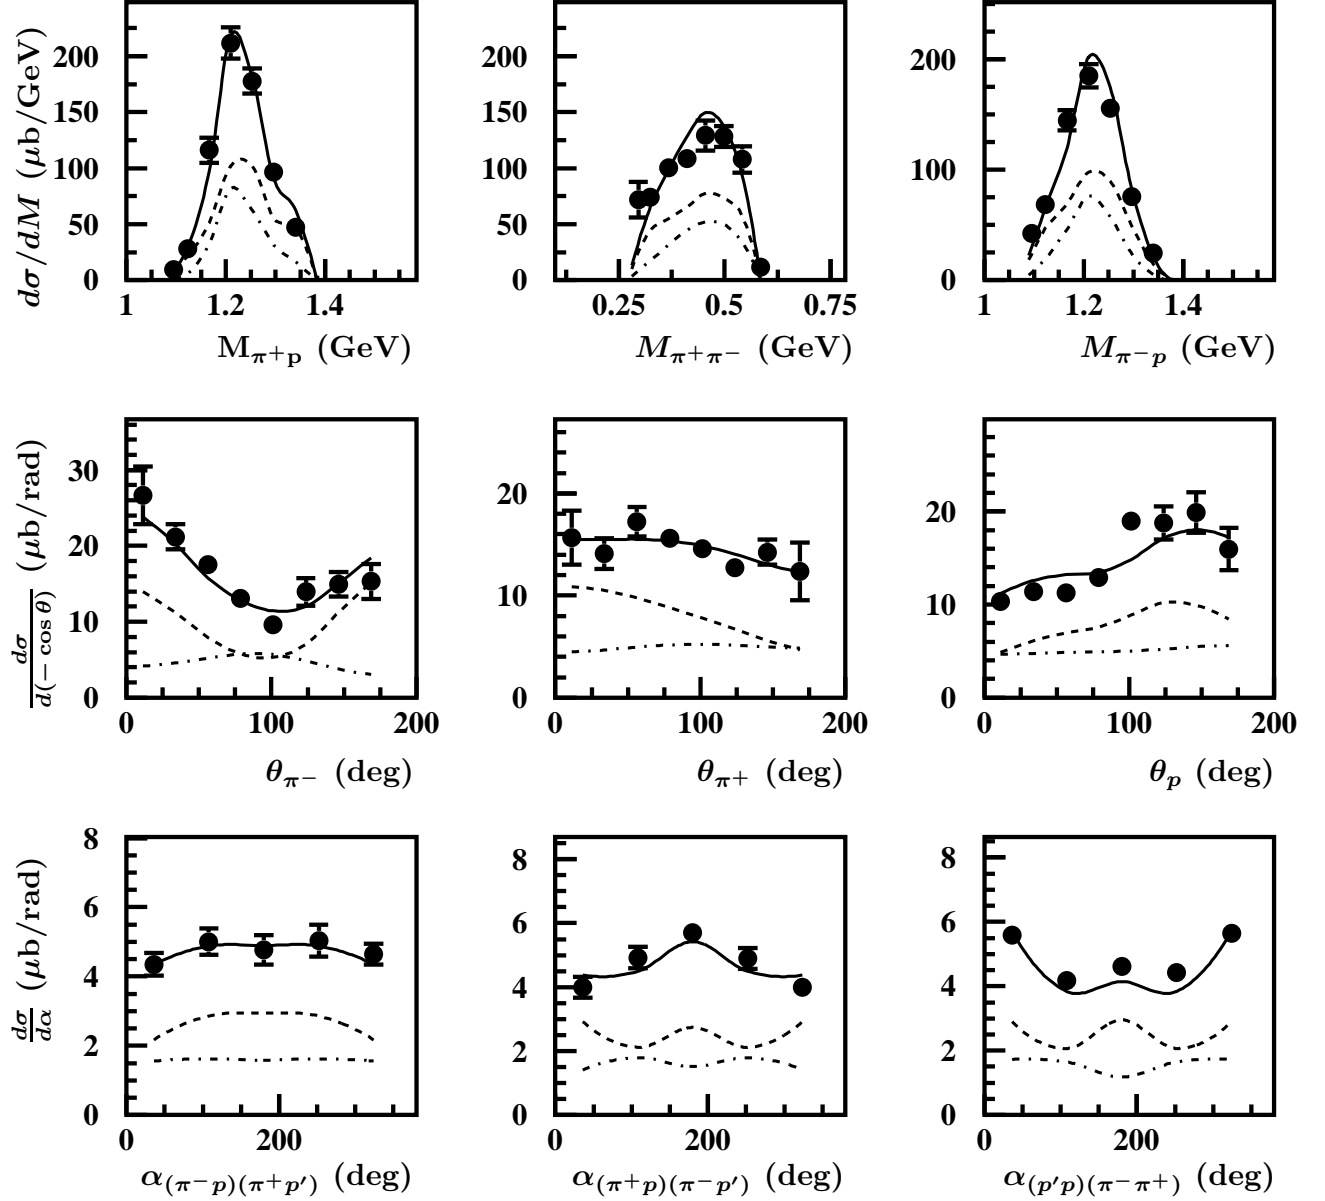 dσ/dM (μb/GeV)
200
150
100
50
0
1 1.2 1.4
M_{π+p} (GeV)
200
150
100
50
0
0.25 0.5 0.75
M_{π+π−} (GeV)
200
100
0
1 1.2 1.4
M_{π−p} (GeV)
dσ/d(− cos θ) (μb/rad)
30
20
10
0
0 100 200
θ_{π−} (deg)
20
10
0
0 100 200
θ_{π+} (deg)
20
10
0
0 100 200
θ_p (deg)
dσ/dα (μb/rad)
8
6
4
2
0
0 200
α_{(π−p)(π+p′)} (deg)
8
6
4
2
0
0 200
α_{(π+p)(π−p′)} (deg)
8
6
4
2
0
0 200
α_{(p′p)(π−π+)} (deg)